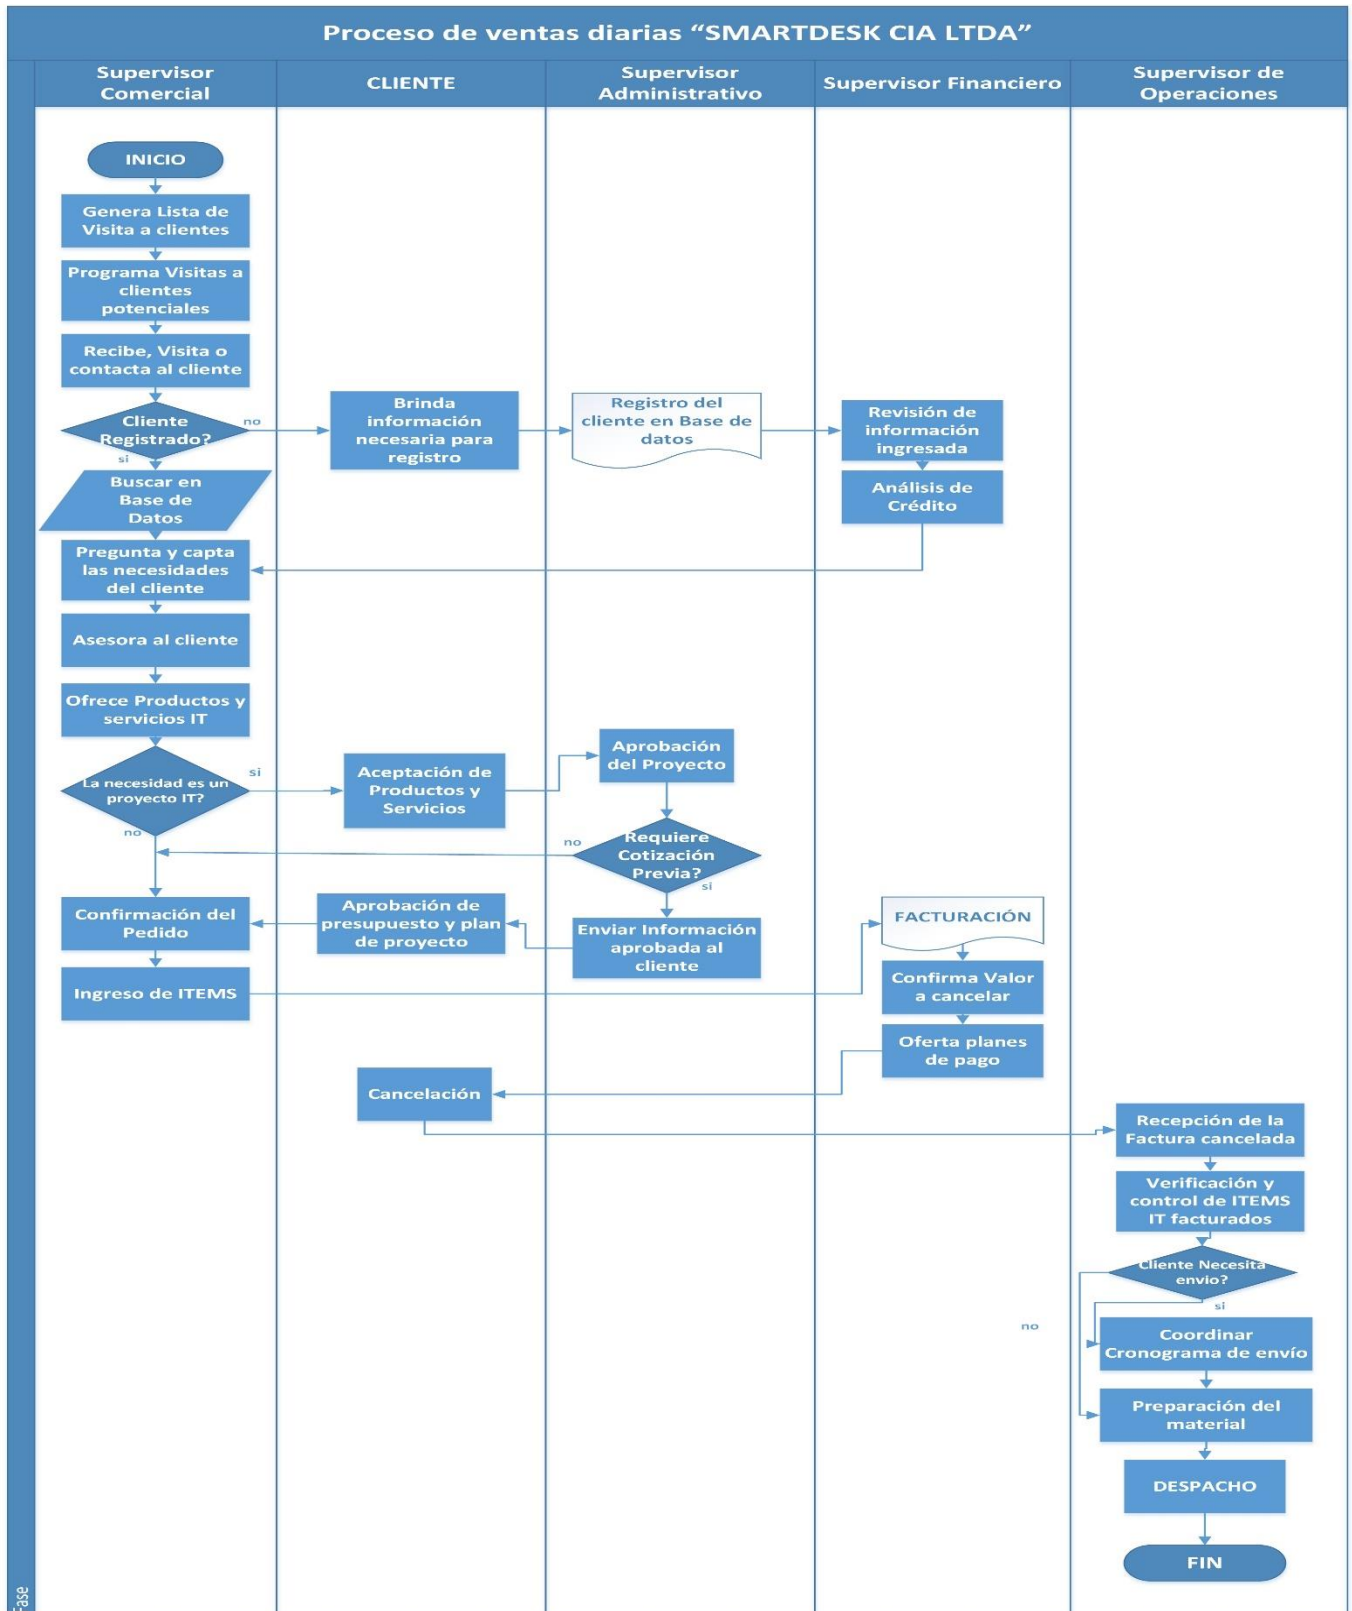 Proceso de ventas diarias “SMARTDESK CIA LTDA”
Supervisor
Comercial
CLIENTE
Supervisor
Administrativo
Supervisor Financiero
Supervisor de
Operaciones
INICIO
Genera Lista de
Visita a clientes
Programa Visitas a
clientes
potenciales
Recibe, Visita o
contacta al cliente
Cliente
Registrado?
no
si
Brinda
información
necesaria para
registro
Registro del
cliente en Base de
datos
Revisión de
información
ingresada
Análisis de
Crédito
Buscar en
Base de
Datos
Pregunta y capta
las necesidades
del cliente
Asesora al cliente
Ofrece Productos y
servicios IT
La necesidad es un
proyecto IT?
si
no
Aceptación de
Productos y
Servicios
Aprobación
del Proyecto
Requiere
Cotización
Previa?
no
si
Confirmación del
Pedido
Aprobación de
presupuesto y plan
de proyecto
Enviar Información
aprobada al
cliente
FACTURACIÓN
Ingreso de ITEMS
Confirma Valor
a cancelar
Oferta planes
de pago
Cancelación
Recepción de la
Factura cancelada
Verificación y
control de ITEMS
IT facturados
Cliente Necesita
envio?
si
no
Coordinar
Cronograma de envío
Preparación del
material
DESPACHO
FIN
Fase